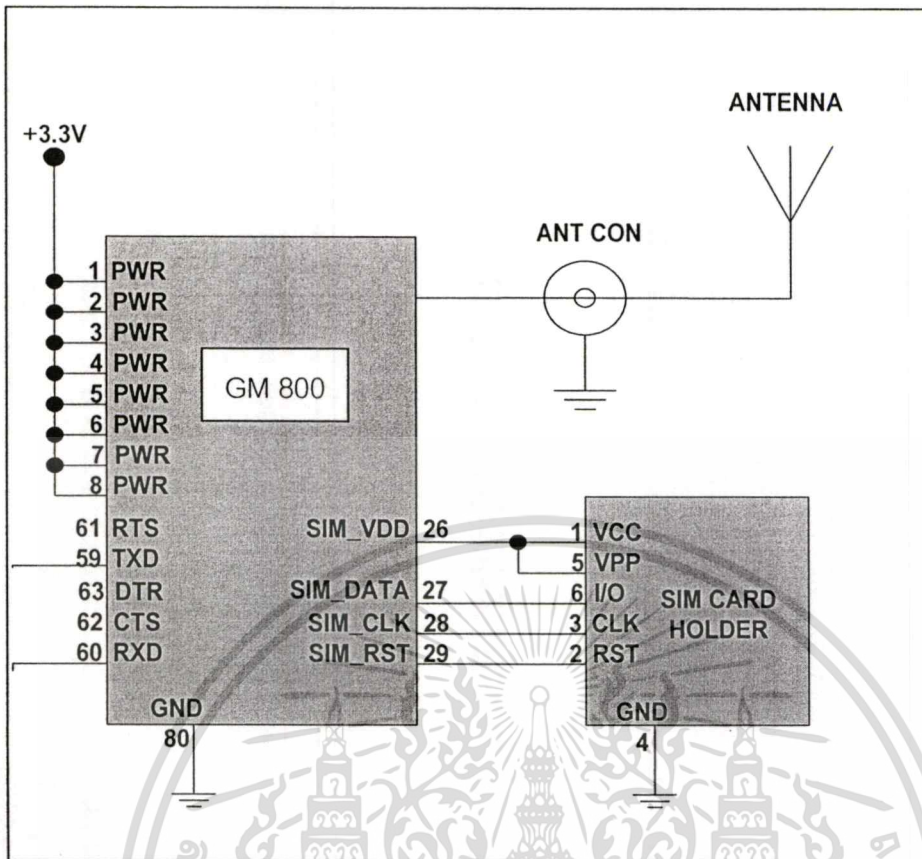 ANTENNA
+3.3V
ANT CON
1 PWR
2 PWR
3 PWR
4 PWR
5 PWR
6 PWR
7 PWR
8 PWR
GM 800
61 RTS
59 TXD
63 DTR
62 CTS
60 RXD
GND
80
SIM_VDD 26
SIM_DATA 27
SIM_CLK 28
SIM_RST 29
1 VCC
5 VPP
6 I/O
3 CLK
2 RST
SIM CARD
HOLDER
GND
4